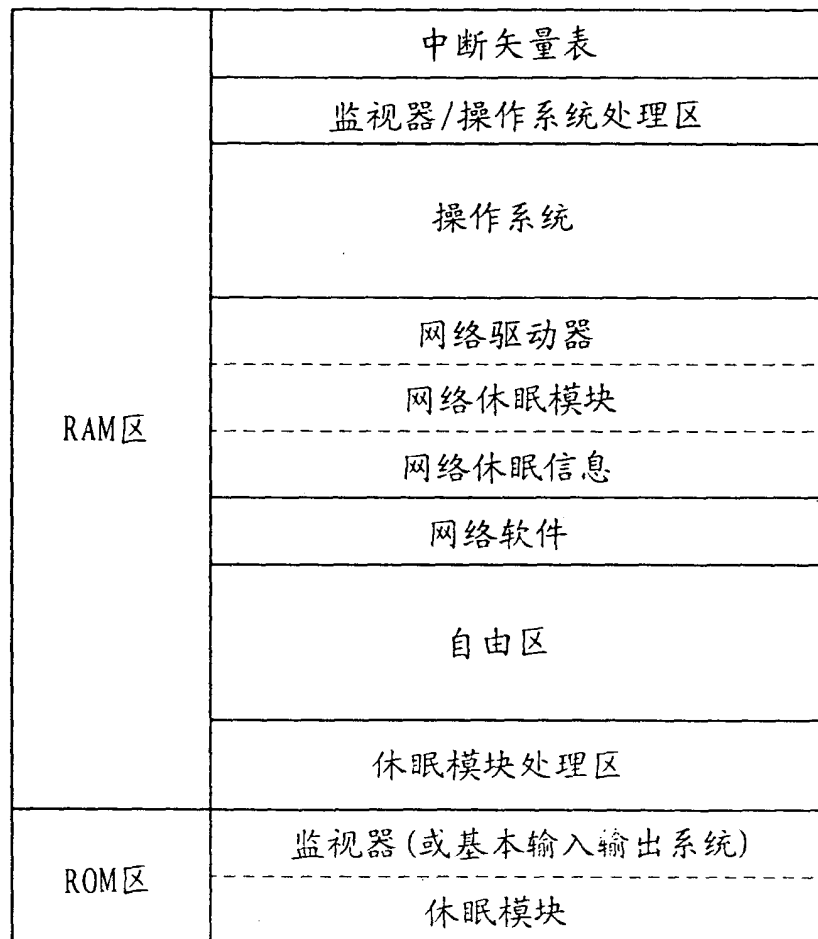 中断矢量表
监视器/操作系统处理区
操作系统
网络驱动器
网络休眠模块
RAM区
网络休眠信息
网络软件
自由区
休眠模块处理区
监视器(或基本输入输出系统)
ROM区
休眠模块